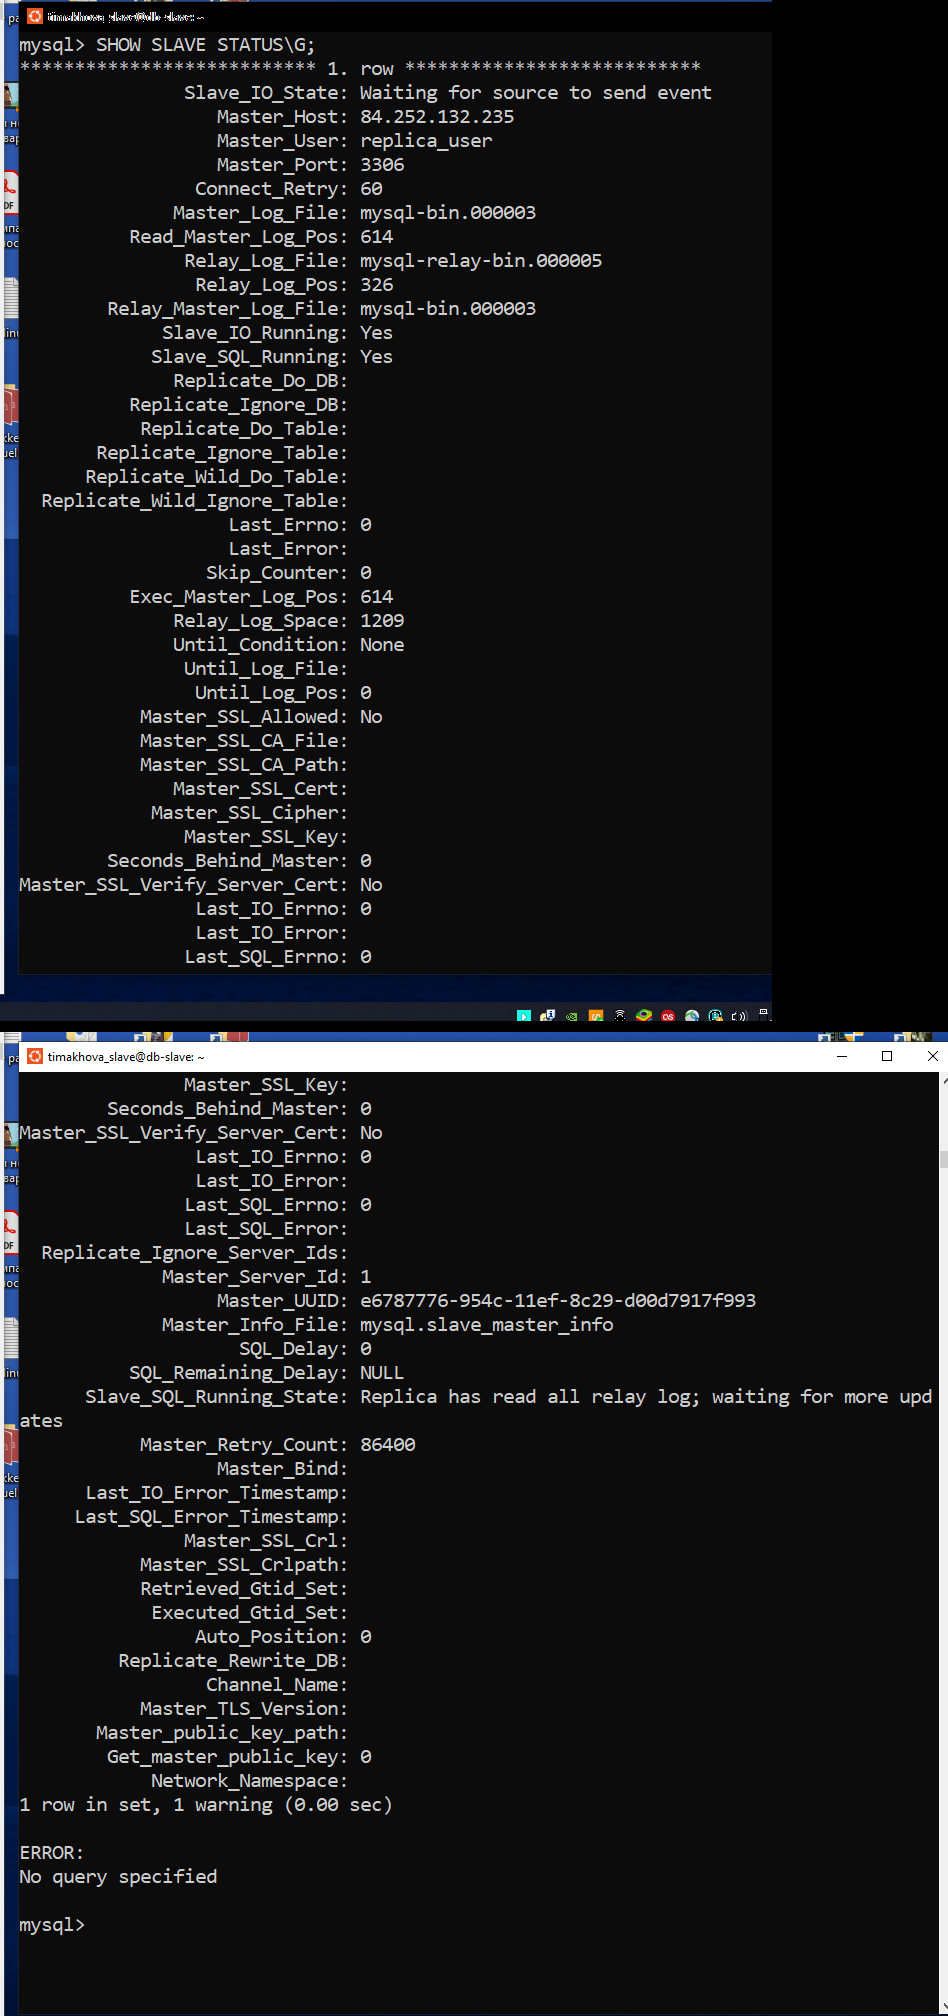 timakhova_slave@db-slave: ~
mysql> SHOW SLAVE STATUS\G;
*************************** 1. row ***************************
Slave_IO_State: Waiting for source to send event
Master_Host: 84.252.132.235
Master_User: replica_user
Master_Port: 3306
Connect_Retry: 60
Master_Log_File: mysql-bin.000003
Read_Master_Log_Pos: 614
Relay_Log_File: mysql-relay-bin.000005
Relay_Log_Pos: 326
Relay_Master_Log_File: mysql-bin.000003
Slave_IO_Running: Yes
Slave_SQL_Running: Yes
Replicate_Do_DB:
Replicate_Ignore_DB:
Replicate_Do_Table:
Replicate_Ignore_Table:
Replicate_Wild_Do_Table:
Replicate_Wild_Ignore_Table:
Last_Errno: 0
Last_Error:
Skip_Counter: 0
Exec_Master_Log_Pos: 614
Relay_Log_Space: 1209
Until_Condition: None
Until_Log_File:
Until_Log_Pos: 0
Master_SSL_Allowed: No
Master_SSL_CA_File:
Master_SSL_CA_Path:
Master_SSL_Cert:
Master_SSL_Cipher:
Master_SSL_Key:
Seconds_Behind_Master: 0
Master_SSL_Verify_Server_Cert: No
Last_IO_Errno: 0
Last_IO_Error:
Last_SQL_Errno: 0
timakhova_slave@db-slave: ~
Master_SSL_Key:
Seconds_Behind_Master: 0
Master_SSL_Verify_Server_Cert: No
Last_IO_Errno: 0
Last_IO_Error:
Last_SQL_Errno: 0
Last_SQL_Error:
Replicate_Ignore_Server_Ids:
Master_Server_Id: 1
Master_UUID: e6787776-954c-11ef-8c29-d00d7917f993
Master_Info_File: mysql.slave_master_info
SQL_Delay: 0
SQL_Remaining_Delay: NULL
Slave_SQL_Running_State: Replica has read all relay log; waiting for more upd
ates
Master_Retry_Count: 86400
Master_Bind:
Last_IO_Error_Timestamp:
Last_SQL_Error_Timestamp:
Master_SSL_Crl:
Master_SSL_Crlpath:
Retrieved_Gtid_Set:
Executed_Gtid_Set:
Auto_Position: 0
Replicate_Rewrite_DB:
Channel_Name:
Master_TLS_Version:
Master_public_key_path:
Get_master_public_key: 0
Network_Namespace:
1 row in set, 1 warning (0.00 sec)
ERROR:
No query specified
mysql>